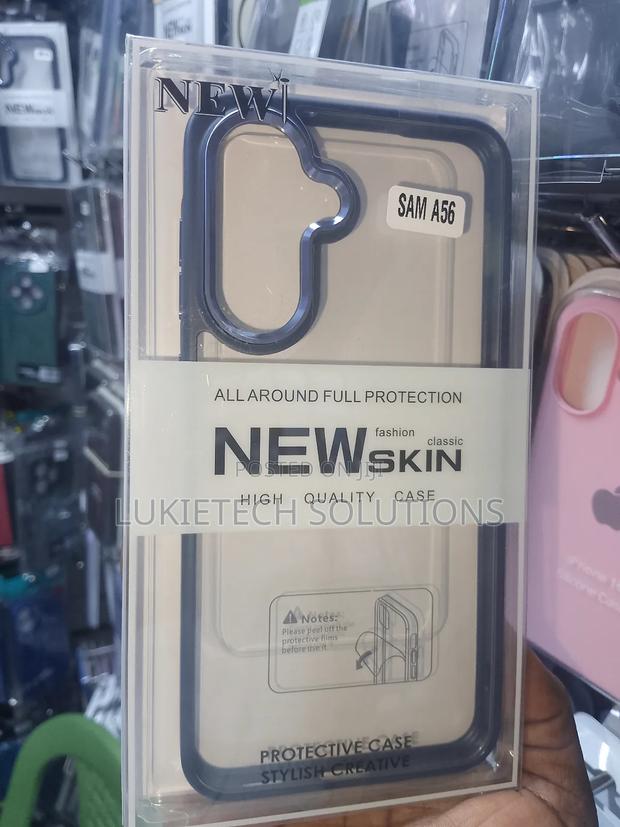 NEW
SAM A56
ALL AROUND FULL PROTECTION
NEW SKIN
fashion
classic
POSTED ON JIJI
HIGH QUALITY CASE
LUKIETECH SOLUTIONS
Notes:
Please peel off the
protective films
before use it.
PROTECTIVE CASE
STYLISH CREATIVE